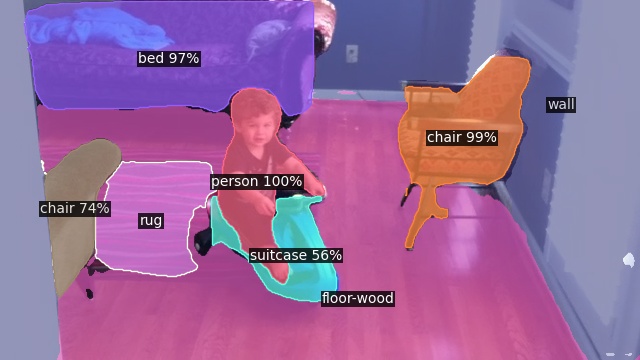 bed 97%
wall
chair 99%
person 100%
chair 74%
rug
suitcase 56%
floor-wood